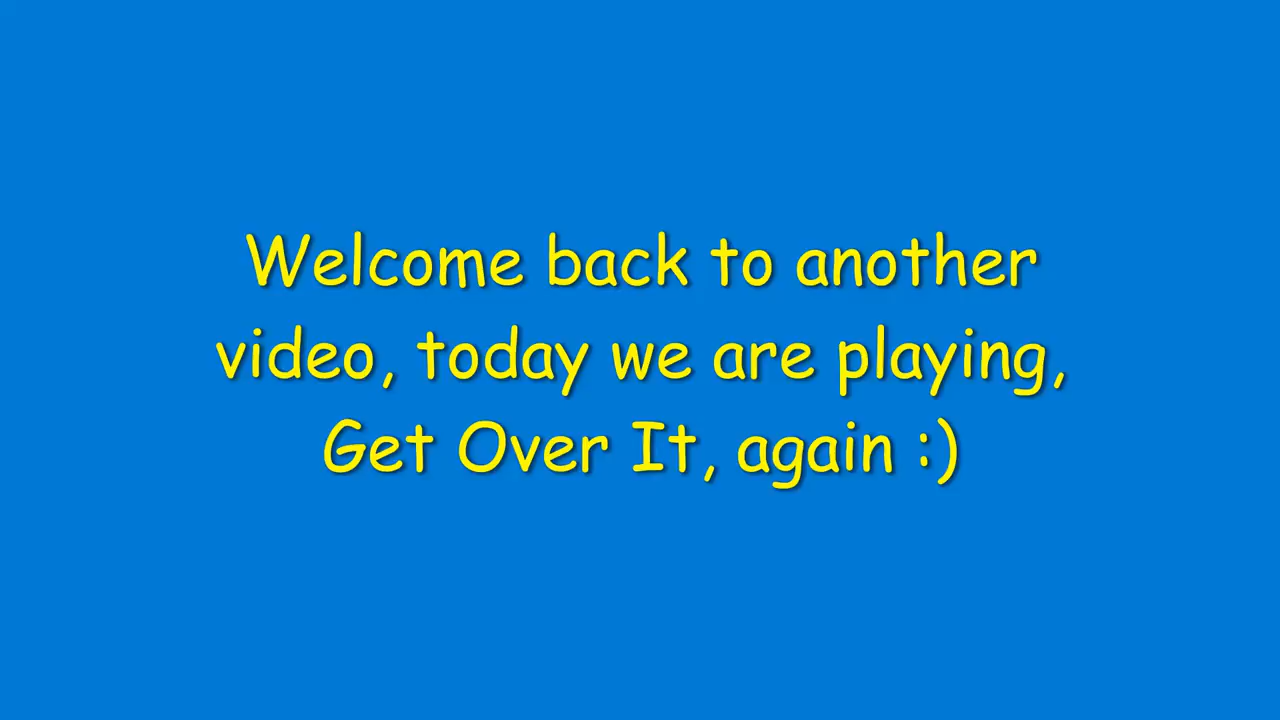 Welcome back to another
video, today we are playing,
Get Over It, again :)